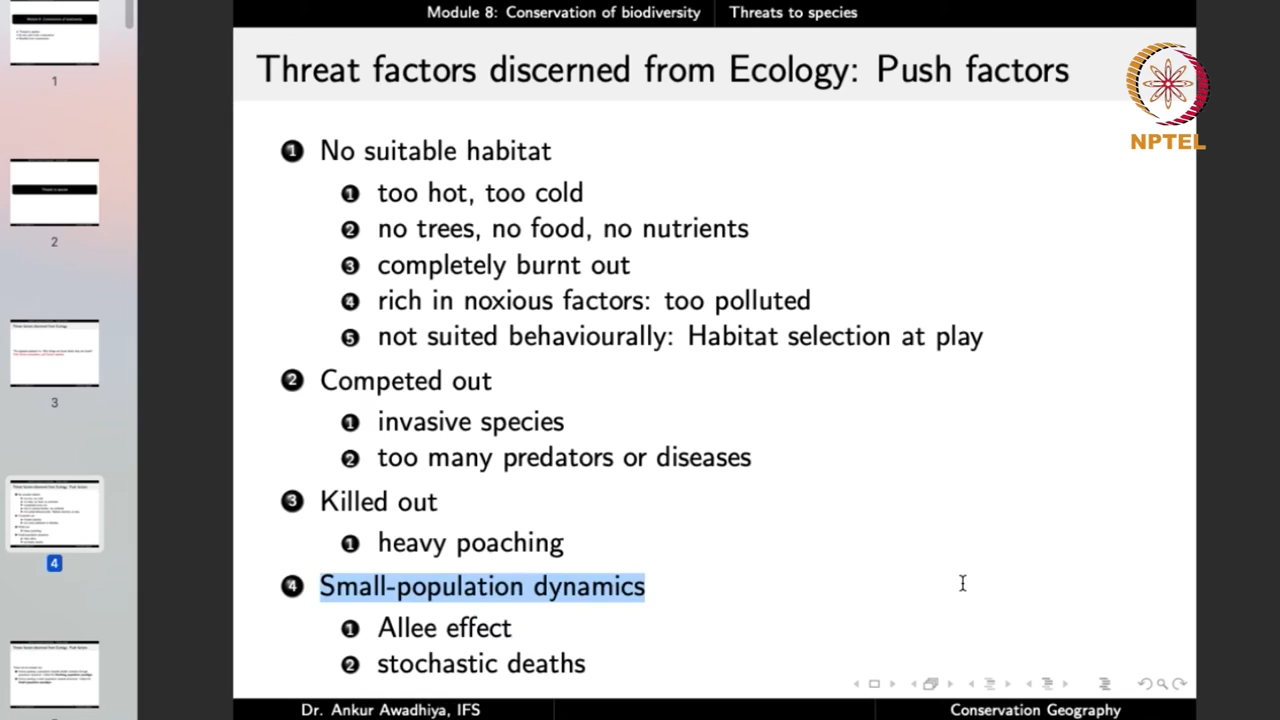 Module 8: Conservation of biodiversity
Threats to species
Threat factors discerned from Ecology: Push factors
NPTEL
1 No suitable habitat
1 too hot, too cold
2 no trees, no food, no nutrients
3 completely burnt out
4 rich in noxious factors: too polluted
5 not suited behaviourally: Habitat selection at play
2 Competed out
1 invasive species
2 too many predators or diseases
3 Killed out
1 heavy poaching
4 Small-population dynamics
1 Allee effect
2 stochastic deaths
Dr. Ankur Awadhiya, IFS
Conservation Geography
1
2
3
4